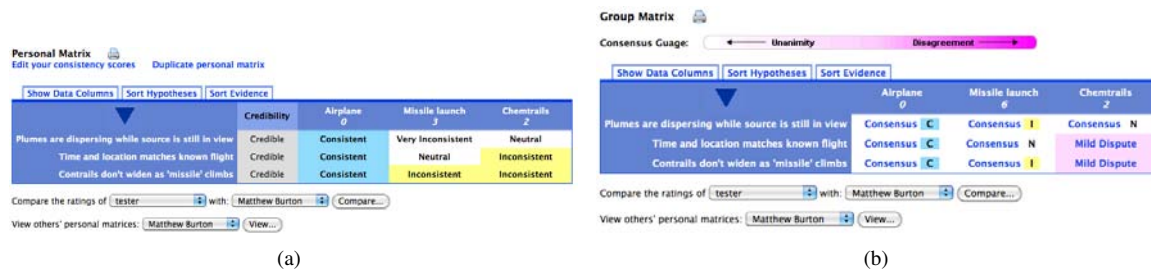 Personal Matrix
Edit your consistency scores Duplicate personal matrix
Show Data Columns Sort Hypotheses Sort Evidence
Credibility Airplane 0 Missile launch 3 Chemtrails 2
Plumes are dispersing while source is still in view Credible Consistent Very Inconsistent Neutral
Time and location matches known flight Credible Consistent Neutral Inconsistent
Contrails don't widen as 'missile' climbs Credible Consistent Inconsistent Inconsistent
Compare the ratings of tester with: Matthew Burton Compare...
View others' personal matrices: Matthew Burton View...
(a)
Group Matrix
Consensus Guage: Unanimity Disagreement
Show Data Columns Sort Hypotheses Sort Evidence
Airplane 0 Missile launch 6 Chemtrails 2
Plumes are dispersing while source is still in view Consensus C Consensus I Consensus N
Time and location matches known flight Consensus C Consensus N Mild Dispute
Contrails don't widen as 'missile' climbs Consensus C Consensus I Mild Dispute
Compare the ratings of tester with: Matthew Burton Compare...
View others' personal matrices: Matthew Burton View...
(b)